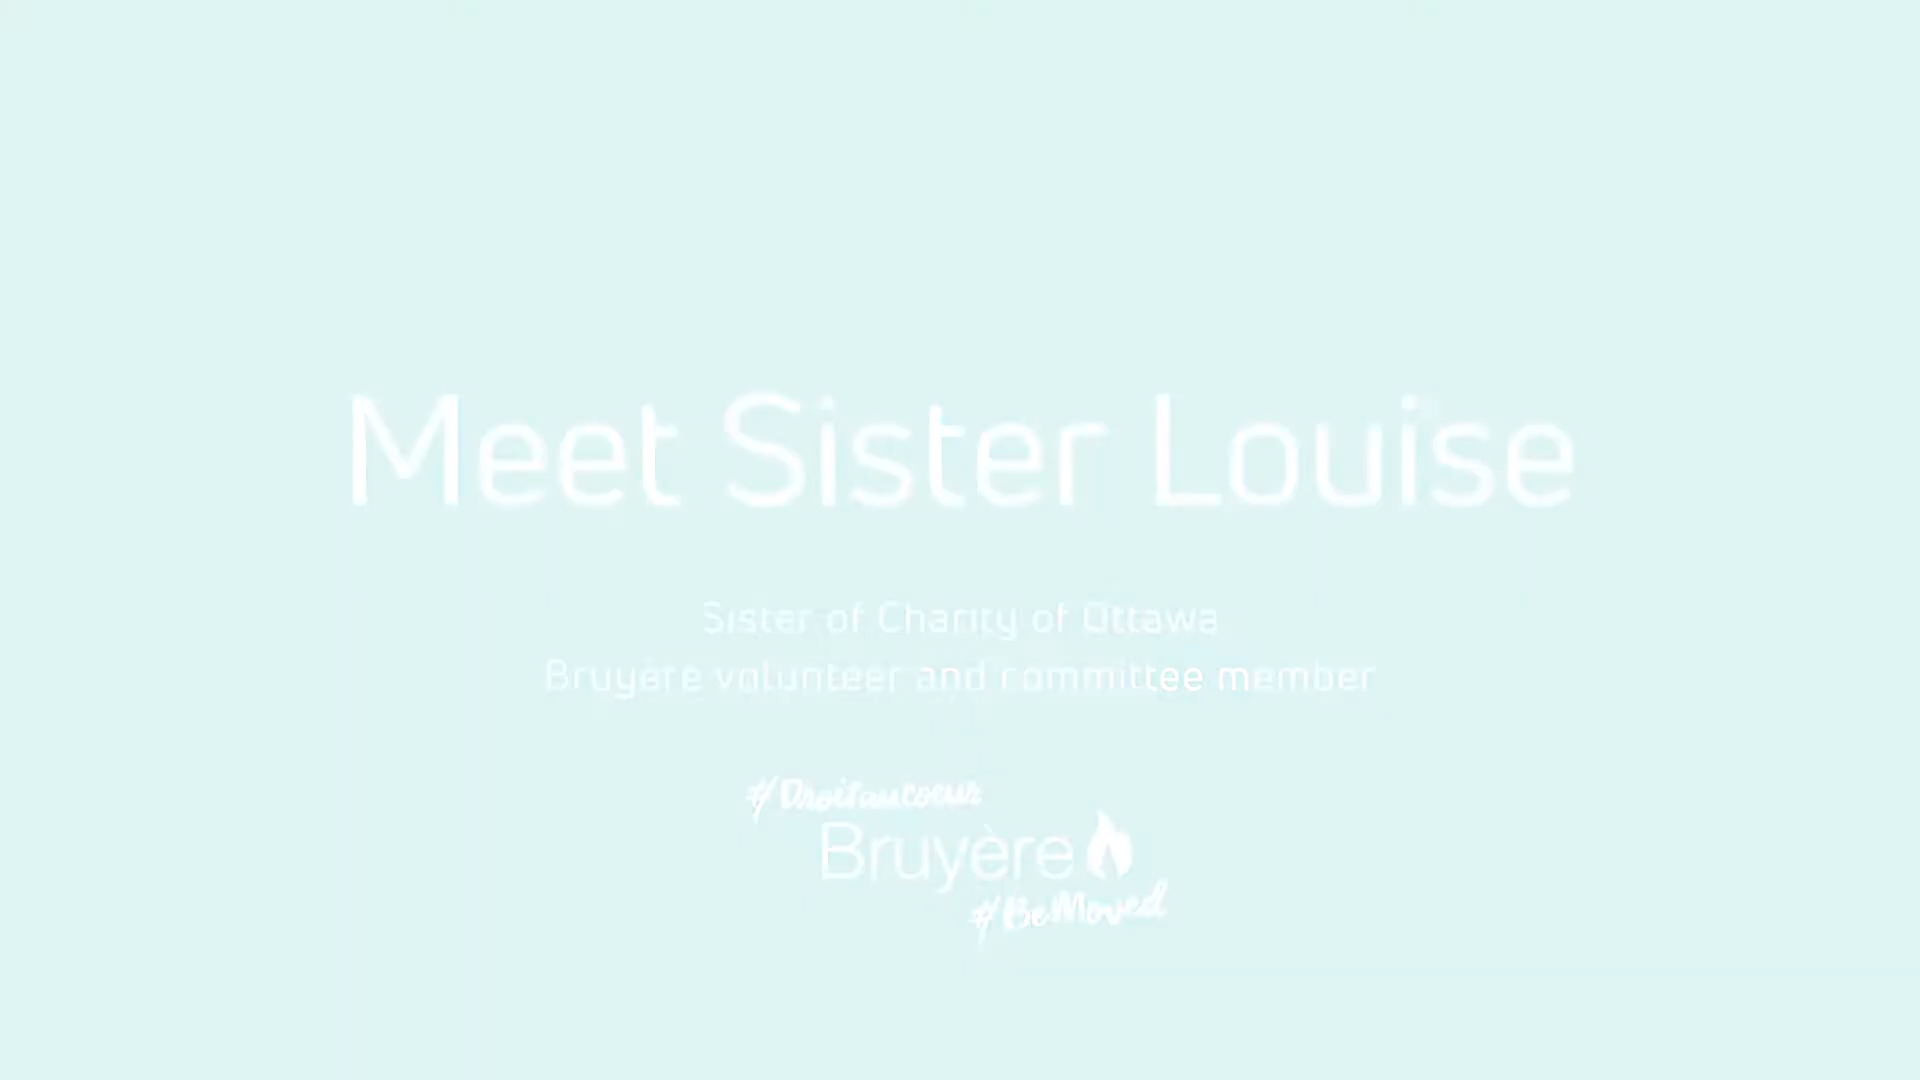 Meet Sister Louise
Sister of Charity of Ottawa
Bruyère volunteer and committee member
#Droitaucoeur
Bruyère
#BeMoved